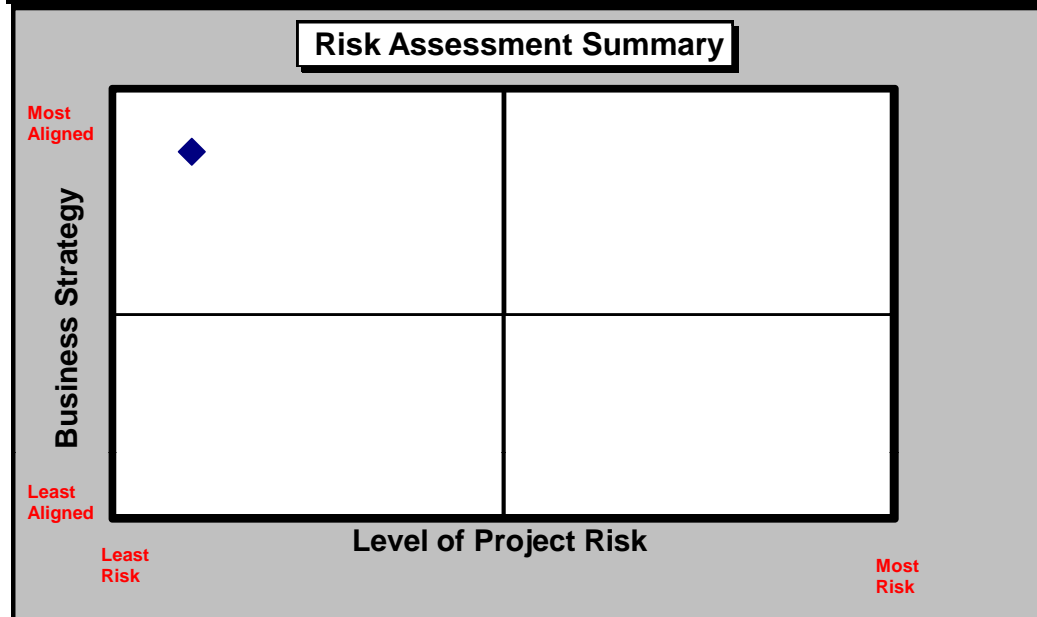 Risk Assessment Summary
Most
Aligned
Business Strategy
Least
Aligned
Level of Project Risk
Least
Risk
Most
Risk